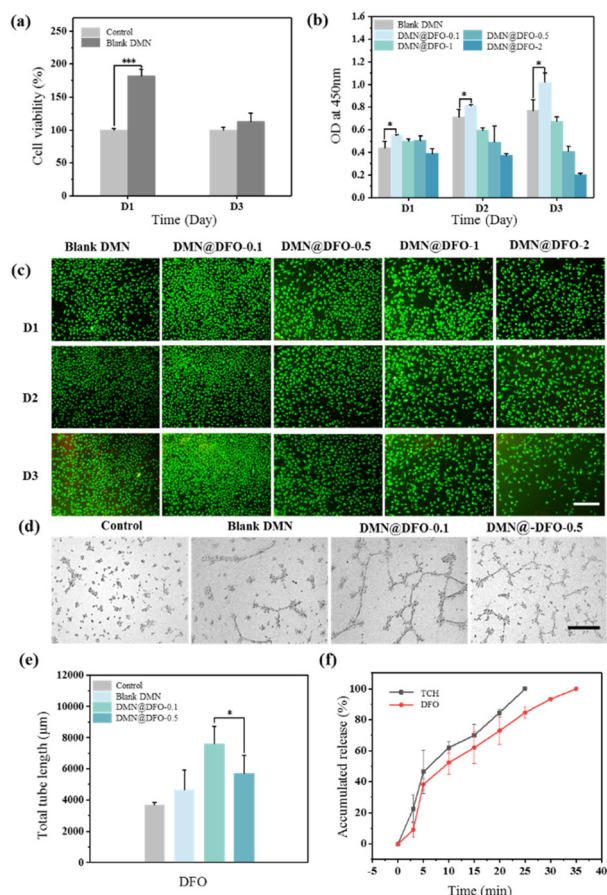 (a)
Control
Blank DMN
***
Cell viability (%)
250
200
150
100
50
0
D1 D3
Time (Day)
(b)
Blank DMN
DMN@DFO-0.1 DMN@DFO-0.5
DMN@DFO-1 DMN@DFO-2
*
*
*
OD at 450nm
1.6
1.4
1.2
1.0
0.8
0.6
0.4
0.2
0.0
D1 D2 D3
Time (Day)
(c)
Blank DMN DMN@DFO-0.1 DMN@DFO-0.5 DMN@DFO-1 DMN@DFO-2
D1
D2
D3
(d)
Control Blank DMN DMN@DFO-0.1 DMN@-DFO-0.5
(e)
Control
Blank DMN
DMN@DFO-0.1
DMN@DFO-0.5
*
Total tube length (μm)
12000
10000
8000
6000
4000
2000
0
DFO
(f)
TCH
DFO
Accumulated release (%)
100
80
60
40
20
0
0 5 10 15 20 25 30 35
Time (min)